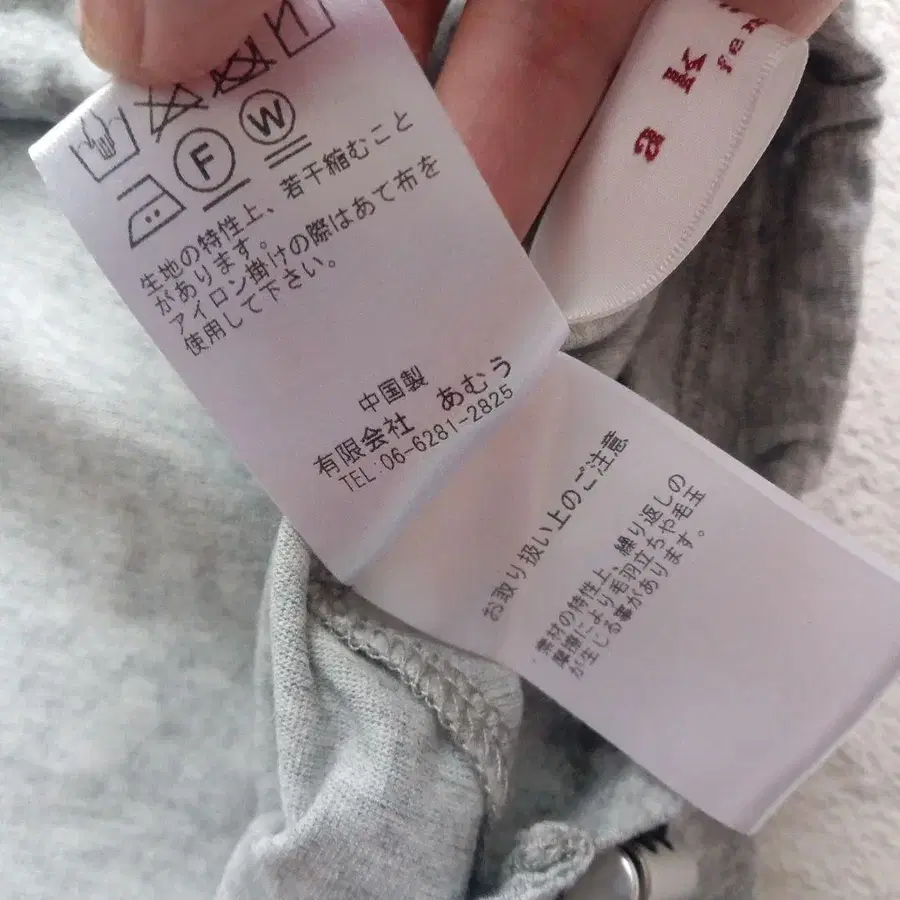 F
W
生地の特性上、若干縮むこと
があります。
アイロン掛けの際はあて布を
使用して下さい。
中国製
有限会社 あむう
TEL:06-6281-2825
お取り扱い上のご注意
素材の特性上、繰り返しの
摩擦により毛羽立ちや毛玉
が生じる事があります。
a k
fem